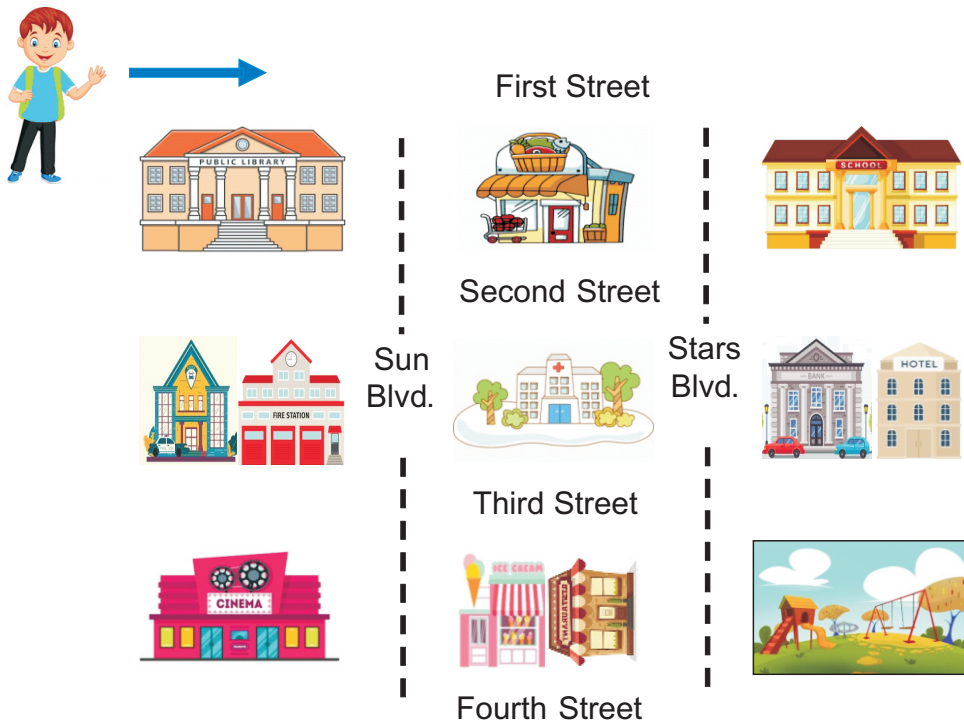 First Street
PUBLIC LIBRARY
SCHOOL
Second Street
Sun
Blvd.
Stars
Blvd.
FIRE STATION
BANK
HOTEL
Third Street
CINEMA
ICE CREAM
RESTAURANT
Fourth Street